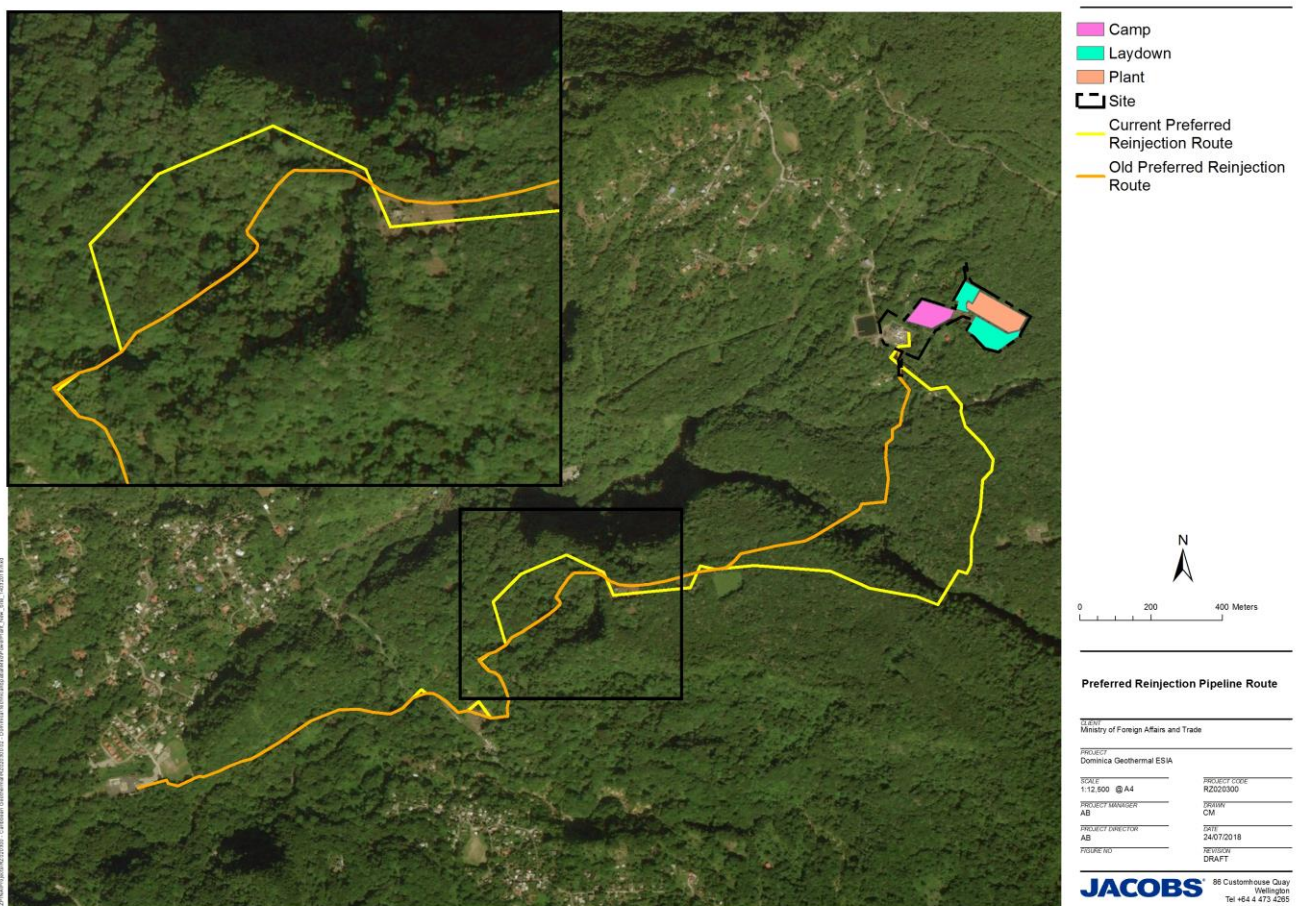 Camp
Laydown
Plant
Site
Current Preferred
Reinjection Route
Old Preferred Reinjection
Route
N
0 200 400 Meters
Preferred Reinjection Pipeline Route
CLIENT
Ministry of Foreign Affairs and Trade
PROJECT
Dominica Geothermal ESIA
SCALE
1:12,500 @ A4
PROJECT CODE
RZ020300
PROJECT MANAGER
AB
DRAWN
CM
PROJECT DIRECTOR
AB
DATE
24/07/2018
FIGURE NO
REVISION
DRAFT
JACOBS
86 Customhouse Quay
Wellington
Tel +64 4 473 4265